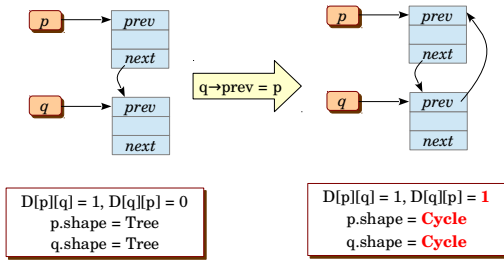 p
prev
next
q
prev
next
q→prev = p
p
prev
next
q
prev
next
D[p][q] = 1, D[q][p] = 0
p.shape = Tree
q.shape = Tree
D[p][q] = 1, D[q][p] = 1
p.shape = Cycle
q.shape = Cycle